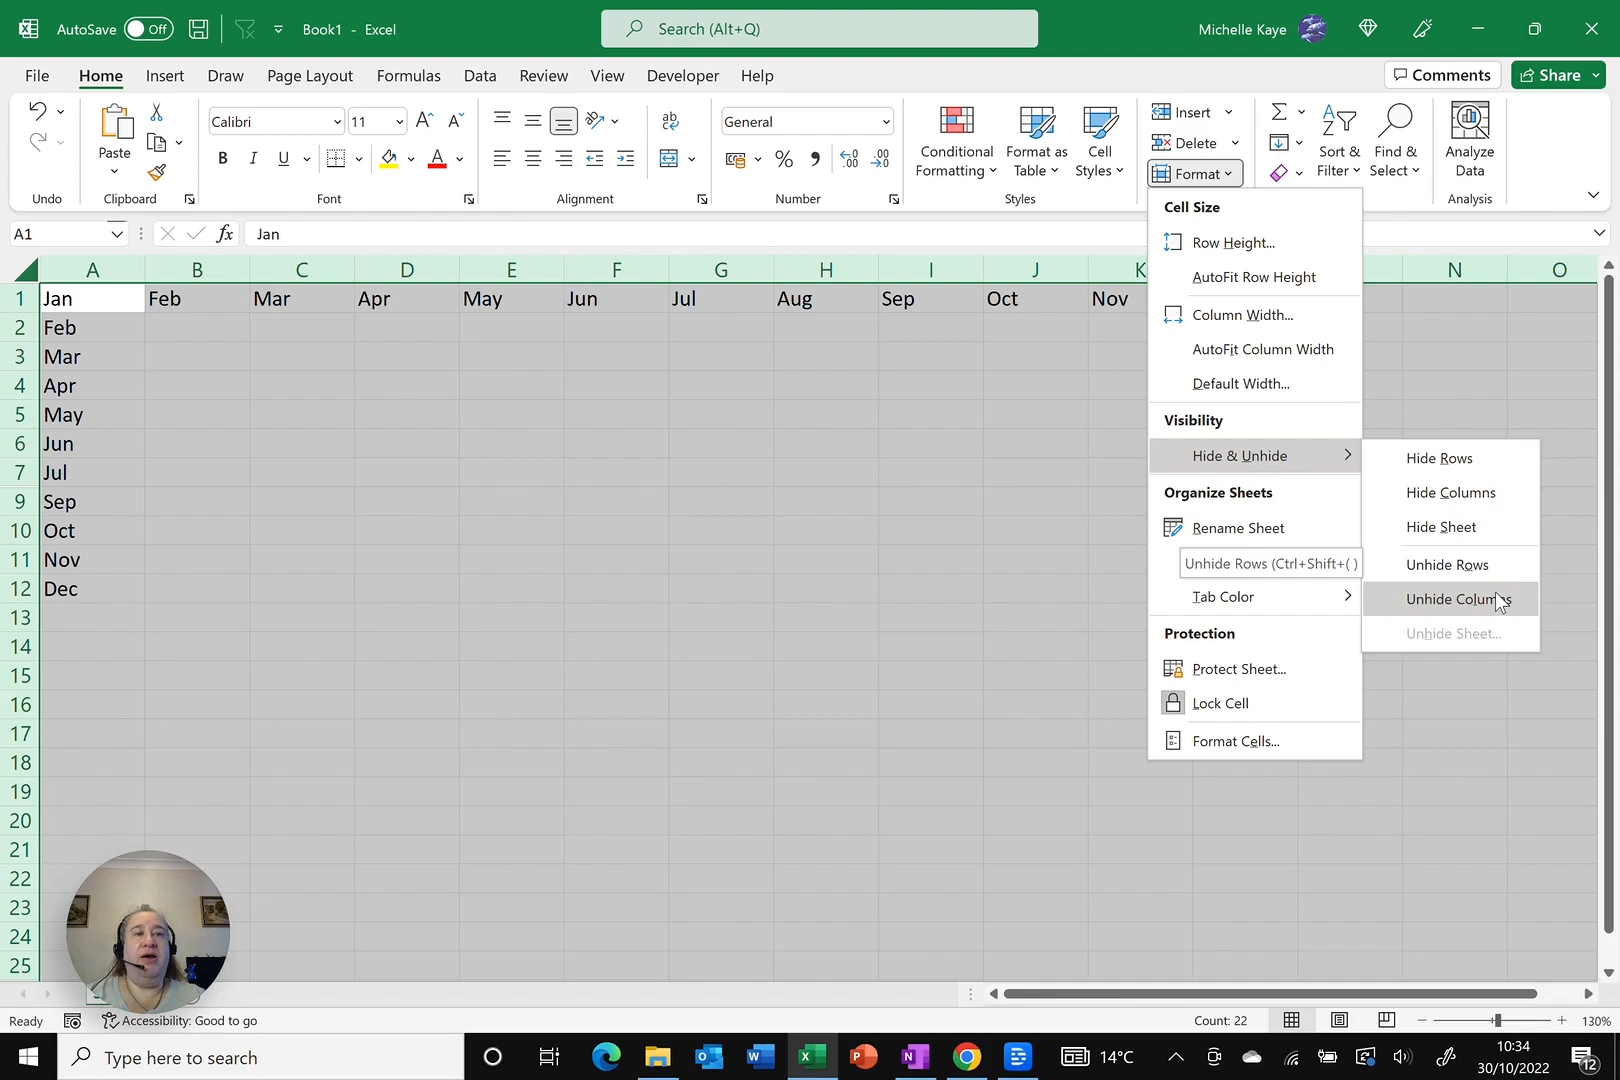 AutoSave Off Book1 - Excel Search (Alt+Q) Michelle Kaye
File Home Insert Draw Page Layout Formulas Data Review View Developer Help Comments Share
Calibri 11 General Insert
Paste B I U A % Conditional Formatting Format as Table Cell Styles Delete Sort & Filter Find & Select Analyze Data
Format
Undo Clipboard Font Alignment Number Styles Analysis
A1 fx Jan
Cell Size
Row Height...
AutoFit Row Height
Column Width...
AutoFit Column Width
Default Width...
Visibility
Hide & Unhide
Organize Sheets
Rename Sheet
Unhide Rows (Ctrl+Shift+( )
Tab Color
Protection
Protect Sheet...
Lock Cell
Format Cells...
Hide Rows
Hide Columns
Hide Sheet
Unhide Rows
Unhide Columns
Unhide Sheet...
A B C D E F G H I J K N O
1 Jan Feb Mar Apr May Jun Jul Aug Sep Oct Nov
2 Feb
3 Mar
4 Apr
5 May
6 Jun
7 Jul
9 Sep
10 Oct
11 Nov
12 Dec
13
14
15
16
17
18
19
20
21
22
23
24
25
Ready Accessibility: Good to go Count: 22 130%
Type here to search 14°C 10:34
30/10/2022 12